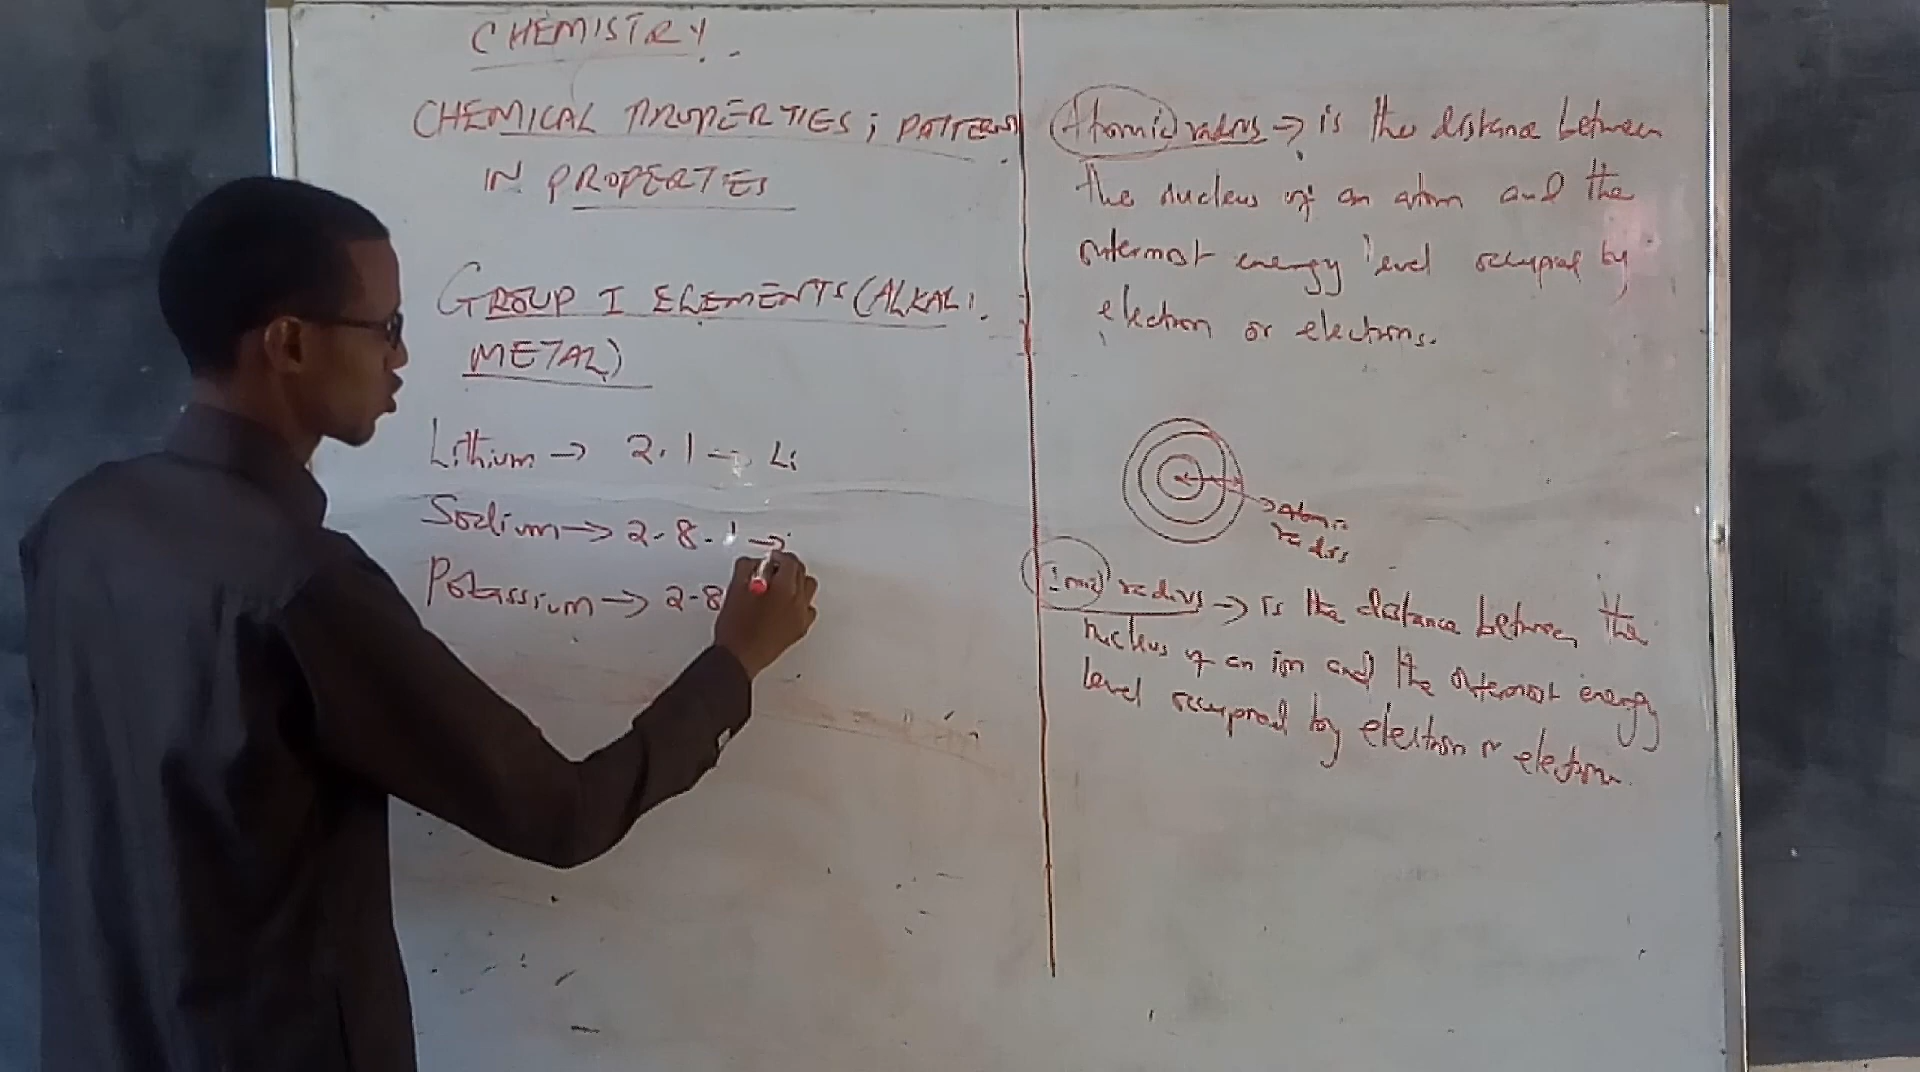 CHEMISTRY.
CHEMICAL PROPERTIES; PATTERNS
IN PROPERTIES
GROUP I ELEMENTS (ALKALI
METAL)
Lithium → 2.1 → Li
Sodium → 2-8-1 →
Potassium → 2-8
Atomic radius → is the distance between
the nucleus of an atom and the
outermost energy level occupied by
electron or electrons.
Atomic
radius
ionic radius → is the distance between the
nucleus of an ion and the outermost energy
level occupied by electron or electron.